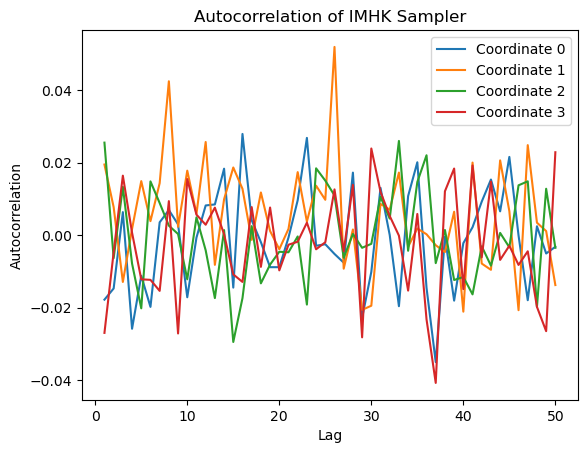 Autocorrelation of IMHK Sampler
Coordinate 0
Coordinate 1
Coordinate 2
Coordinate 3
Autocorrelation
0.04
0.02
0.00
−0.02
−0.04
0 10 20 30 40 50
Lag